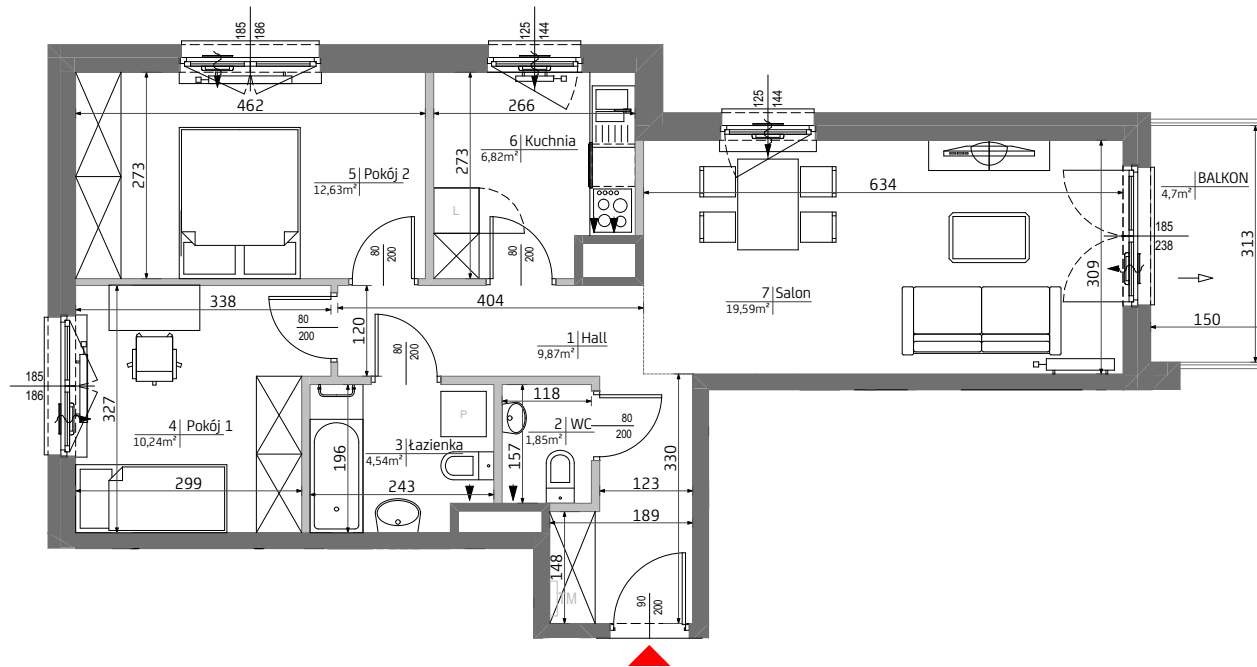 185
186
125
144
125
144
462
266
6 Kuchnia
6,82m²
273
273
5 Pokój 2
12,63m²
L
634
4 BALKON
4,7m²
185
238
313
309
80
200
80
200
338
404
7 Salon
19,59m²
150
80
200
120
80
200
1 Hall
9,87m²
185
186
327
4 Pokój 1
10,24m²
P
118
2 WC
1,85m²
80
200
3 Łazienka
4,54m²
196
157
330
299
243
123
189
148
TM
90
200